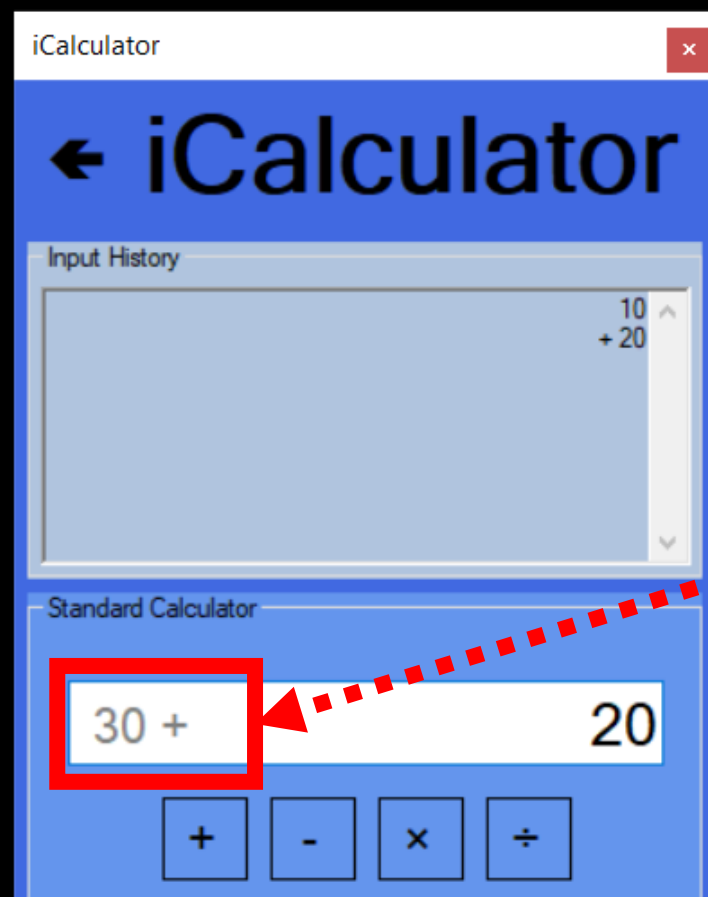 iCalculator
×
← iCalculator
Input History
10
+ 20
Standard Calculator
30 + 20
+ - × ÷